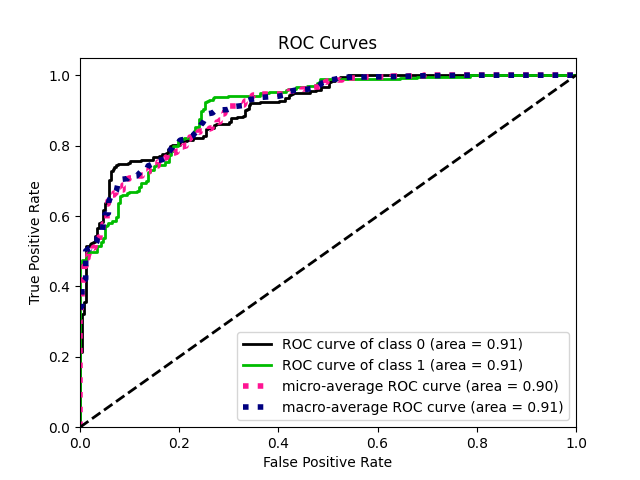 ROC Curves
True Positive Rate
1.0
0.8
0.6
0.4
0.2
0.0
ROC curve of class 0 (area = 0.91)
ROC curve of class 1 (area = 0.91)
micro-average ROC curve (area = 0.90)
macro-average ROC curve (area = 0.91)
0.0 0.2 0.4 0.6 0.8 1.0
False Positive Rate